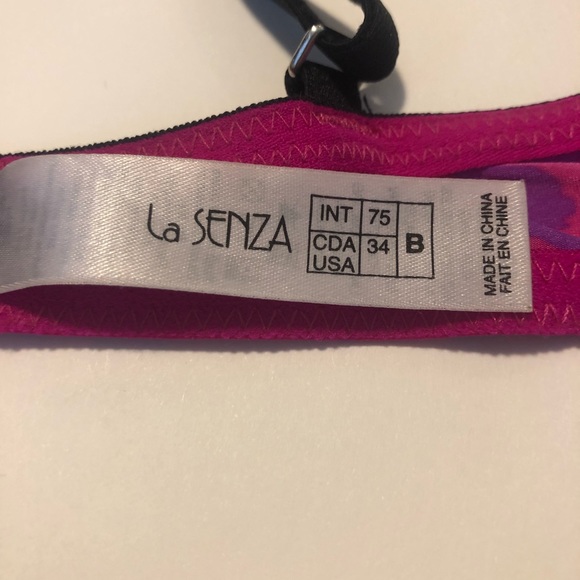 La SENZA
INT 75
CDA USA 34 B
MADE IN CHINA
FAIT EN CHINE